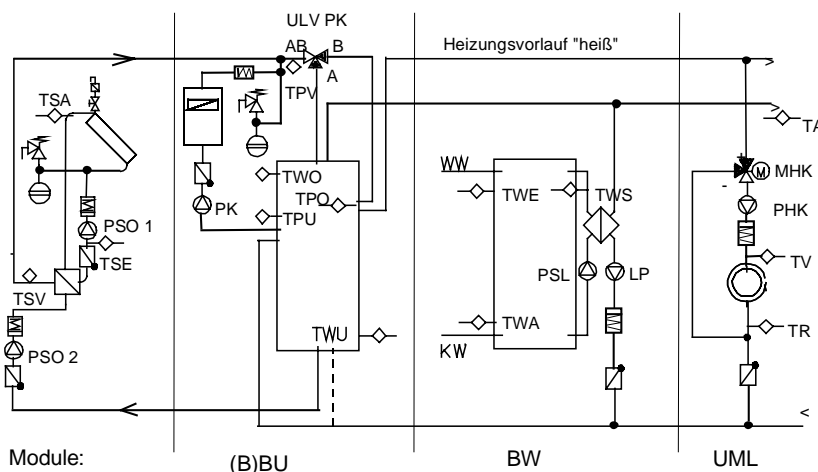 ULV PK
AB
B
A
Heizungsvorlauf "heiß"
TSA
TPV
TA
TWO
TPO
TPU
PK
WW
TWE
TWS
M
MHK
+
-
PHK
PSO 1
TSE
TSV
PSL
LP
TV
PSO 2
TWU
TWA
KW
TR
Module:
(B)BU
BW
UML